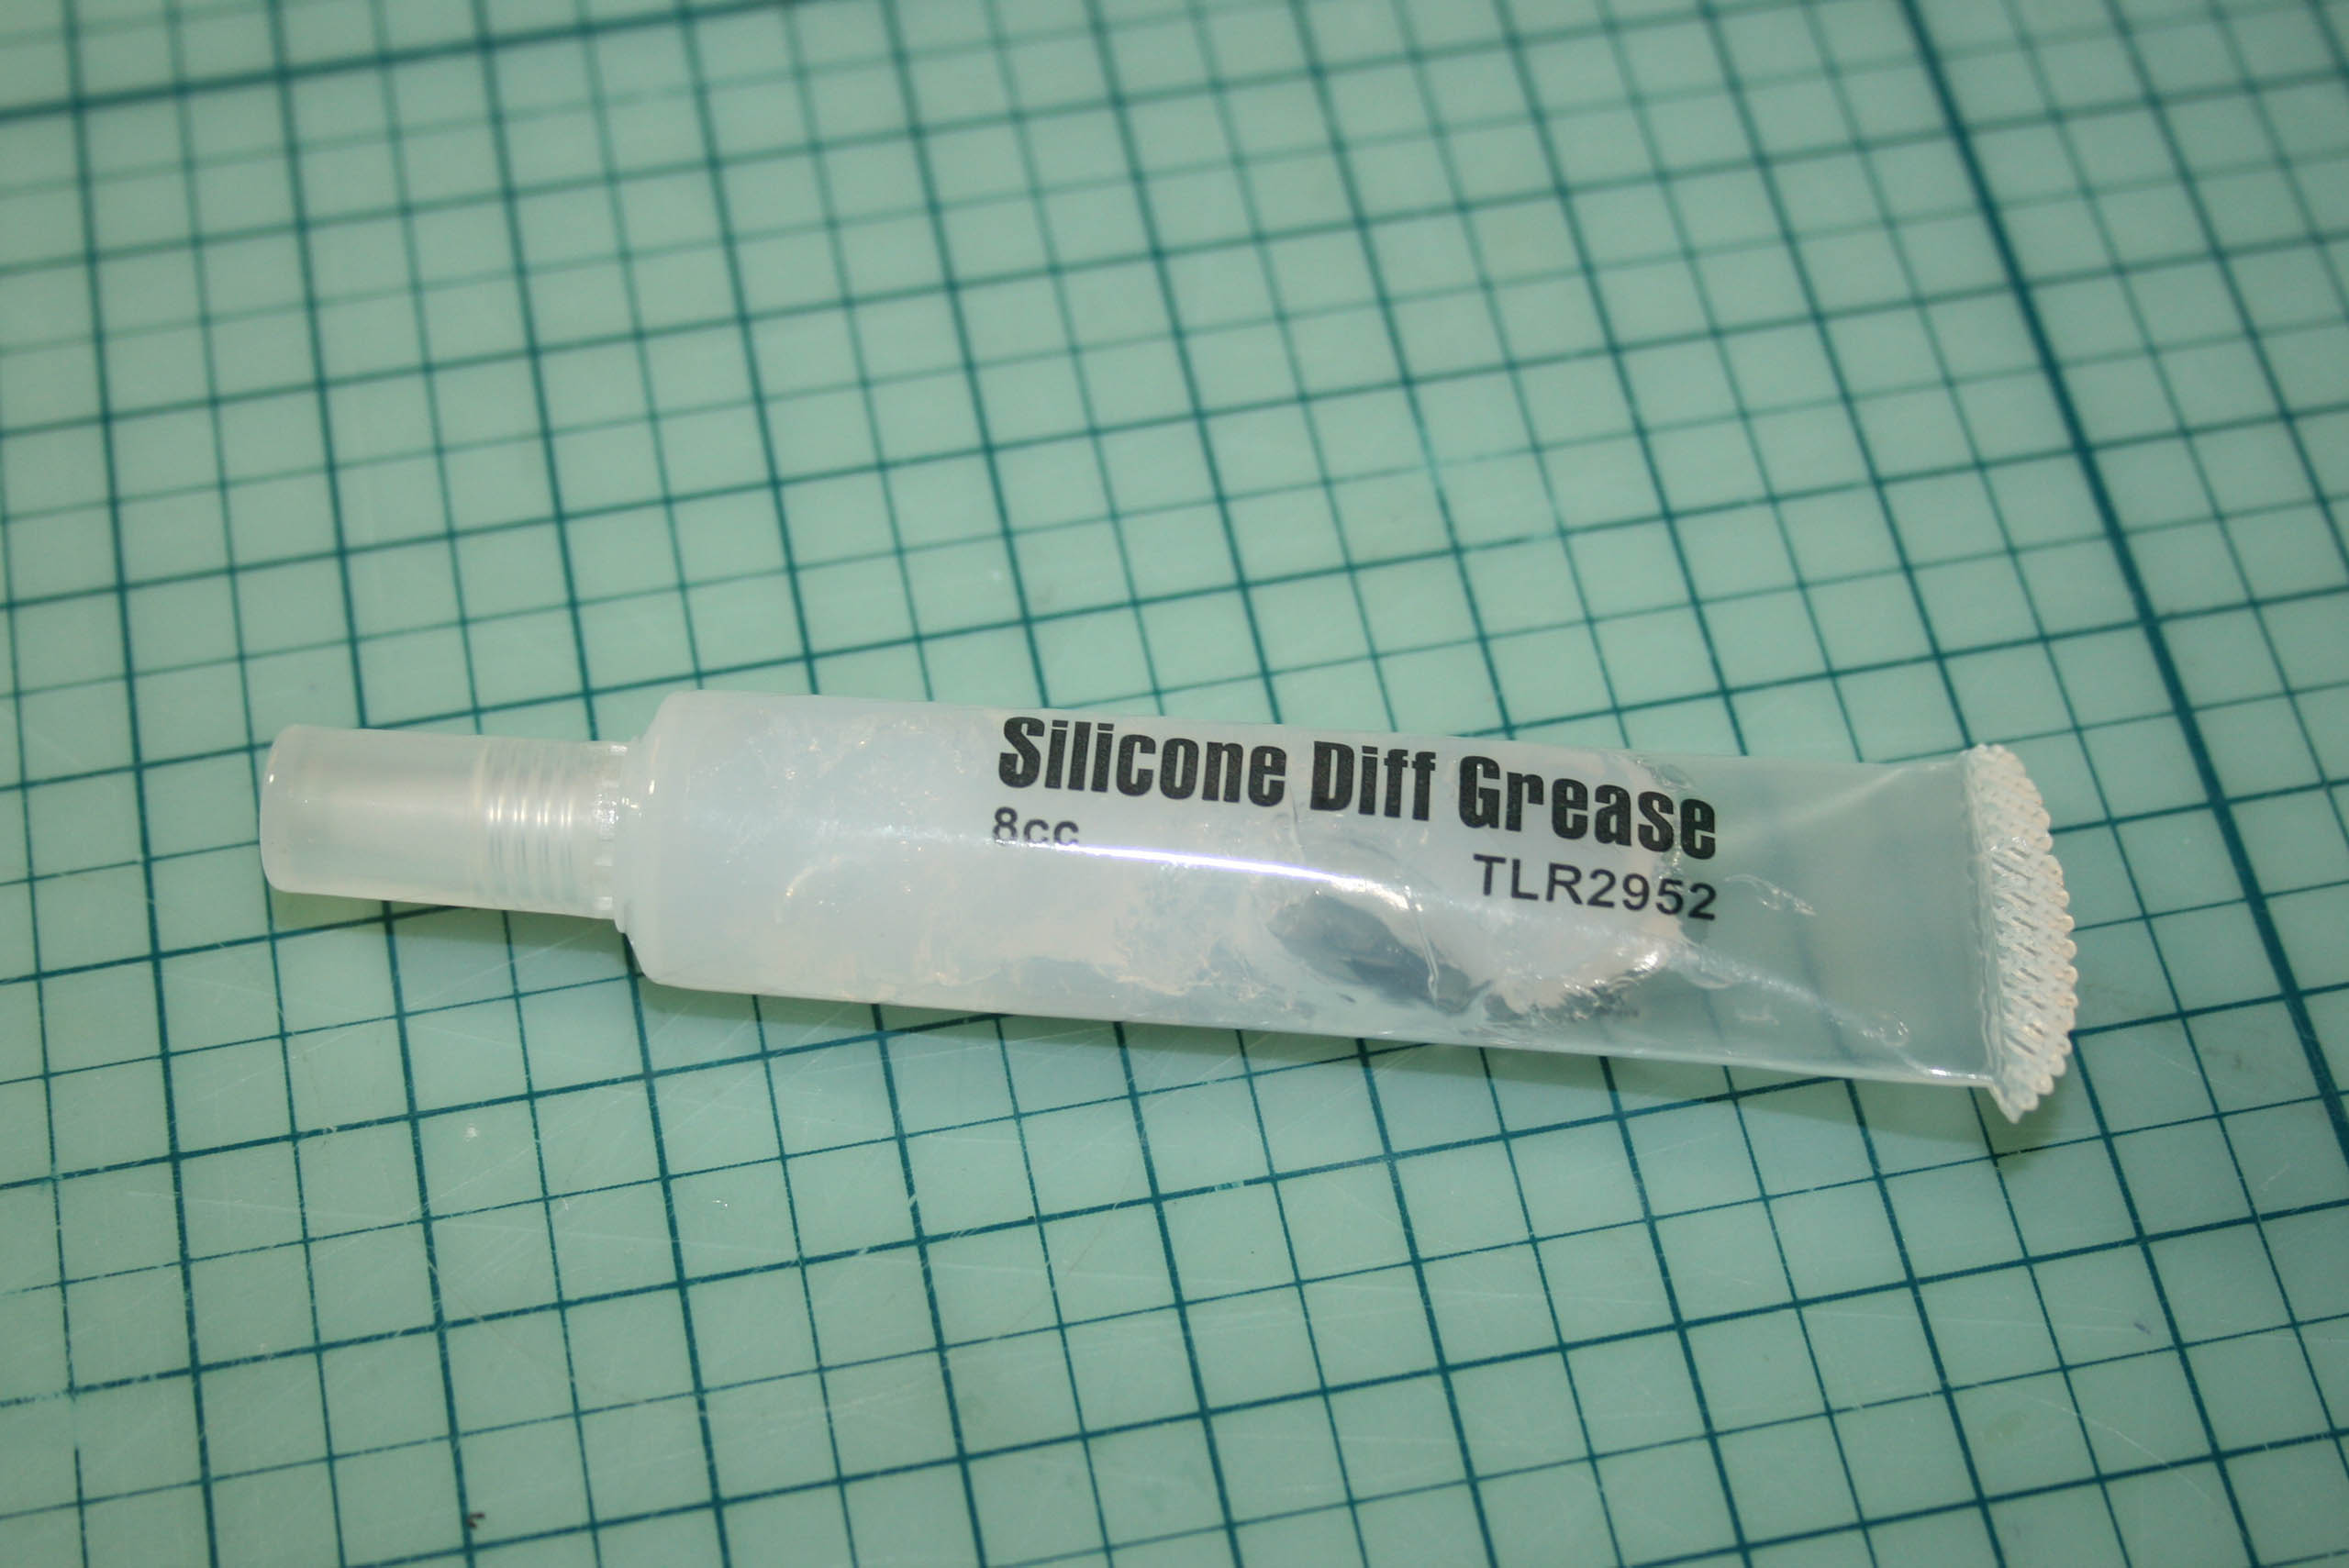 Silicone Diff Grease
8cc
TLR2952